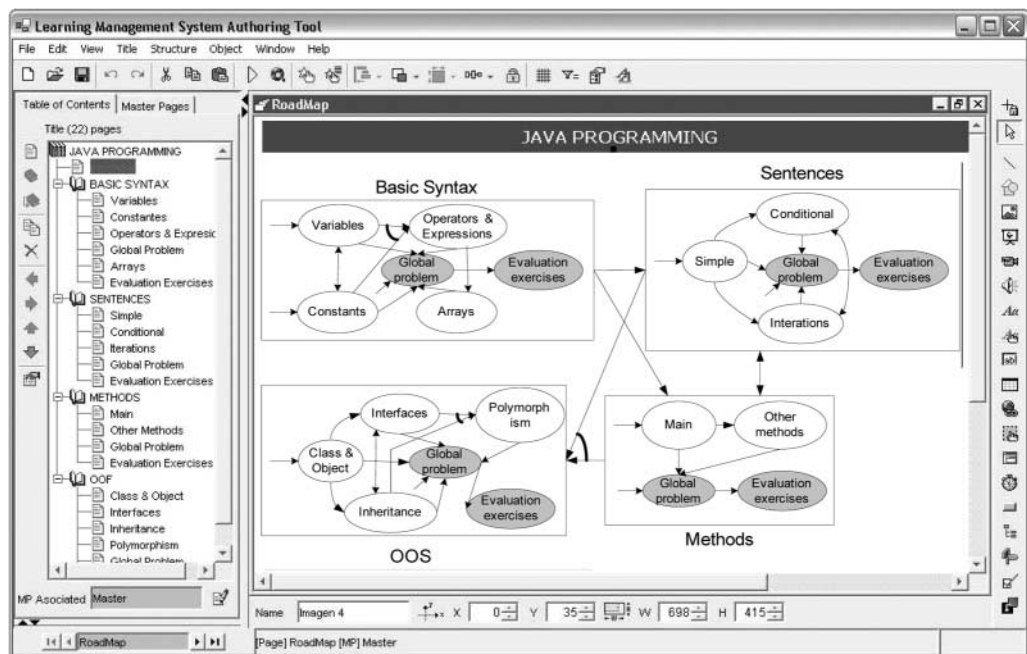 Learning Management System Authoring Tool
File Edit View Title Structure Object Window Help
Table of Contents Master Pages
Title (22) pages
JAVA PROGRAMMING
BASIC SYNTAX
Variables
Constantes
Operators & Expresic
Global Problem
Arrays
Evaluation Exercises
SENTENCES
Simple
Conditional
Iterations
Global Problem
Evaluation Exercises
METHODS
Main
Other Methods
Global Problem
Evaluation Exercises
OOF
Class & Object
Interfaces
Inheritance
Polymorphism
Global Problem
MP Asociated Master
RoadMap
RoadMap
JAVA PROGRAMMING
Basic Syntax
Variables
Operators &
Expressions
Global
problem
Evaluation
exercises
Constants
Arrays
Sentences
Conditional
Simple
Global
problem
Evaluation
exercises
Interations
Interfaces
Polymorph
ism
Class &
Object
Global
problem
Inheritance
Evaluation
exercises
OOS
Main
Other
methods
Global
problem
Evaluation
exercises
Methods
Name Imagen 4 X 0 Y 35 W 698 H 415
[Page] RoadMap [MP] Master